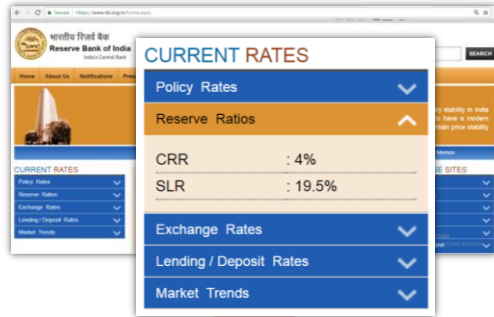 Secure https://www.rbi.org.in/home.aspx
भारतीय रिज़र्व बैंक
Reserve Bank of India
India's Central Bank
SEARCH
Home About Us Notifications
CURRENT RATES
Policy Rates
Reserve Ratios
Exchange Rates
Lending / Deposit Rates
Market Trends
CURRENT RATES
Policy Rates
Reserve Ratios
CRR : 4%
SLR : 19.5%
Exchange Rates
Lending / Deposit Rates
Market Trends
ry stability in India
to have a modern
rtain price stability
Memos
SITES